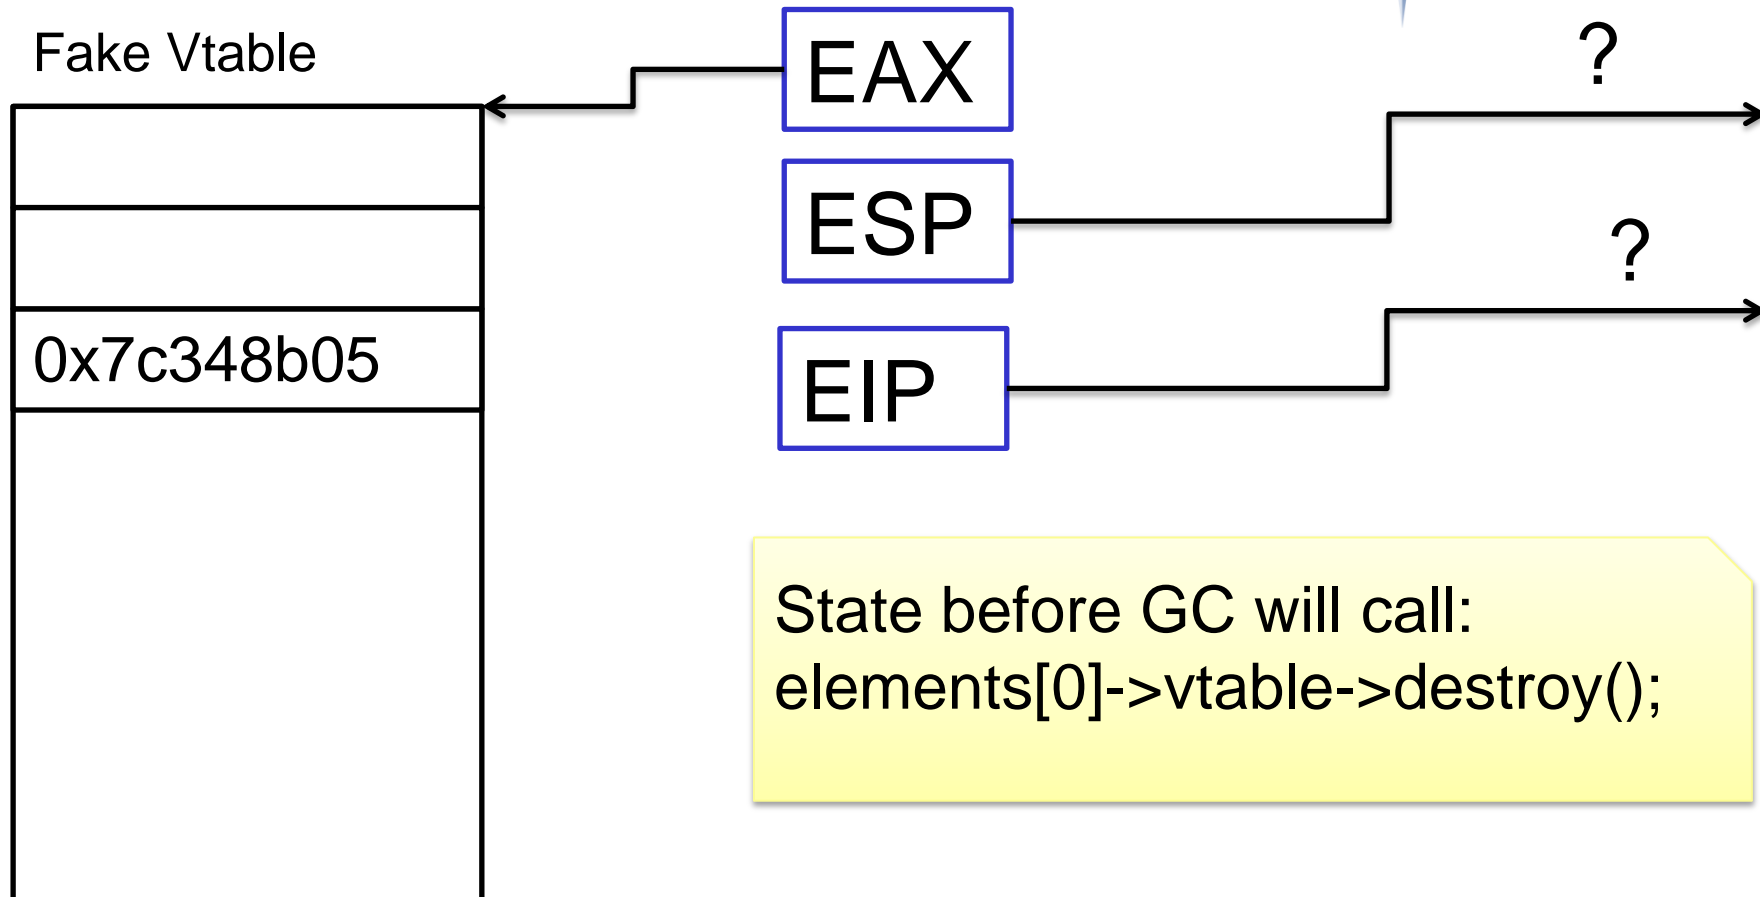 Fake Vtable
EAX
?
ESP
?
0x7c348b05
EIP
State before GC will call:
elements[0]->vtable->destroy();